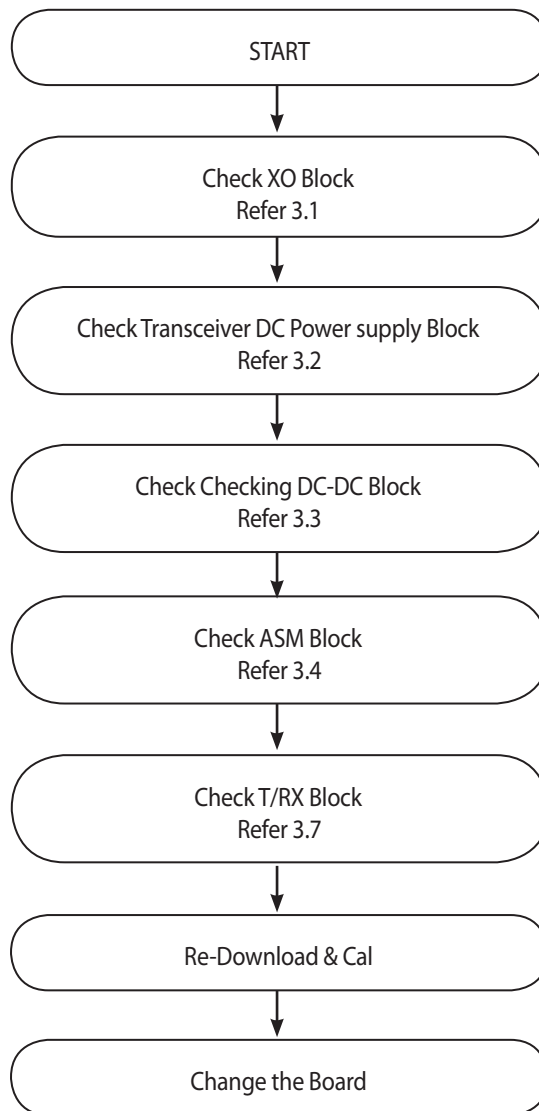 START
Check XO Block
Refer 3.1
Check Transceiver DC Power supply Block
Refer 3.2
Check Checking DC-DC Block
Refer 3.3
Check ASM Block
Refer 3.4
Check T/RX Block
Refer 3.7
Re-Download & Cal
Change the Board